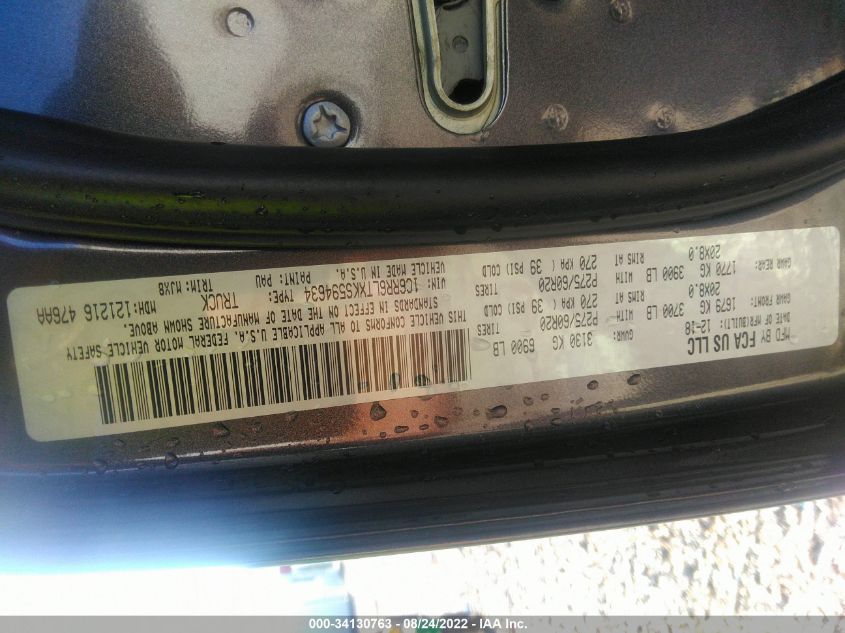 MFD BY FCA US LLC
DATE OF MFR(BUILT): 12-18 GVWR: 3130 KG 6900 LB
GAWR FRONT: 1679 KG 3700 LB WITH P275/60R20 TIRES
20X8.0 RIMS AT 270 KPA ( 39 PSI) COLD
GAWR REAR: 1770 KG 3900 LB WITH P275/60R20 TIRES
20X8.0 RIMS AT 270 KPA ( 39 PSI) COLD
THIS VEHICLE CONFORMS TO ALL APPLICABLE U.S.A. FEDERAL MOTOR VEHICLE SAFETY
STANDARDS IN EFFECT ON THE DATE OF MANUFACTURE SHOWN ABOVE.
VIN: 1C6RR6LTXKS534634 TYPE: TRUCK MDH:121216 476AA
VEHICLE MADE IN U.S.A. PAINT: PAU TRIM: MJX8
000-34130763 - 08/24/2022 - IAA Inc.